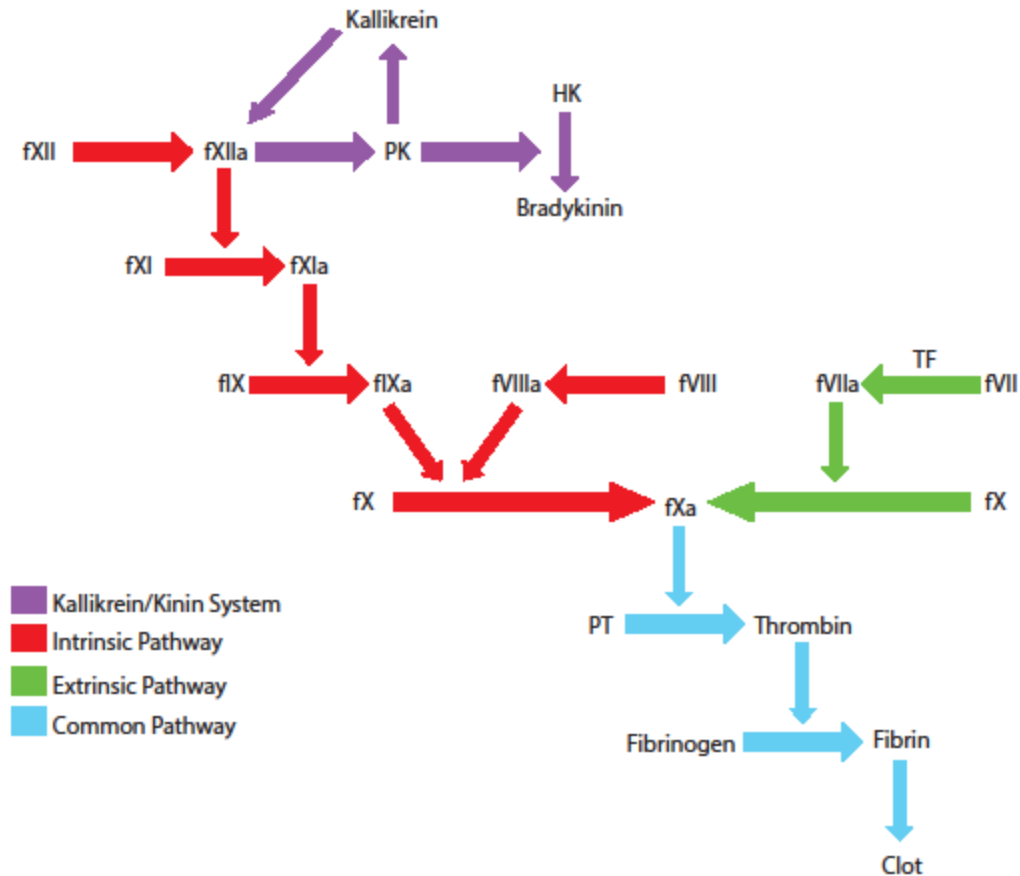 Kallikrein
HK
fXII
fXIIa
PK
Bradykinin
fXI
fXIa
TF
fIX
fIXa
fVIIIa
fVIII
fVIIa
fVII
fX
fXa
fX
Kallikrein/Kinin System
PT
Thrombin
Intrinsic Pathway
Extrinsic Pathway
Common Pathway
Fibrinogen
Fibrin
Clot